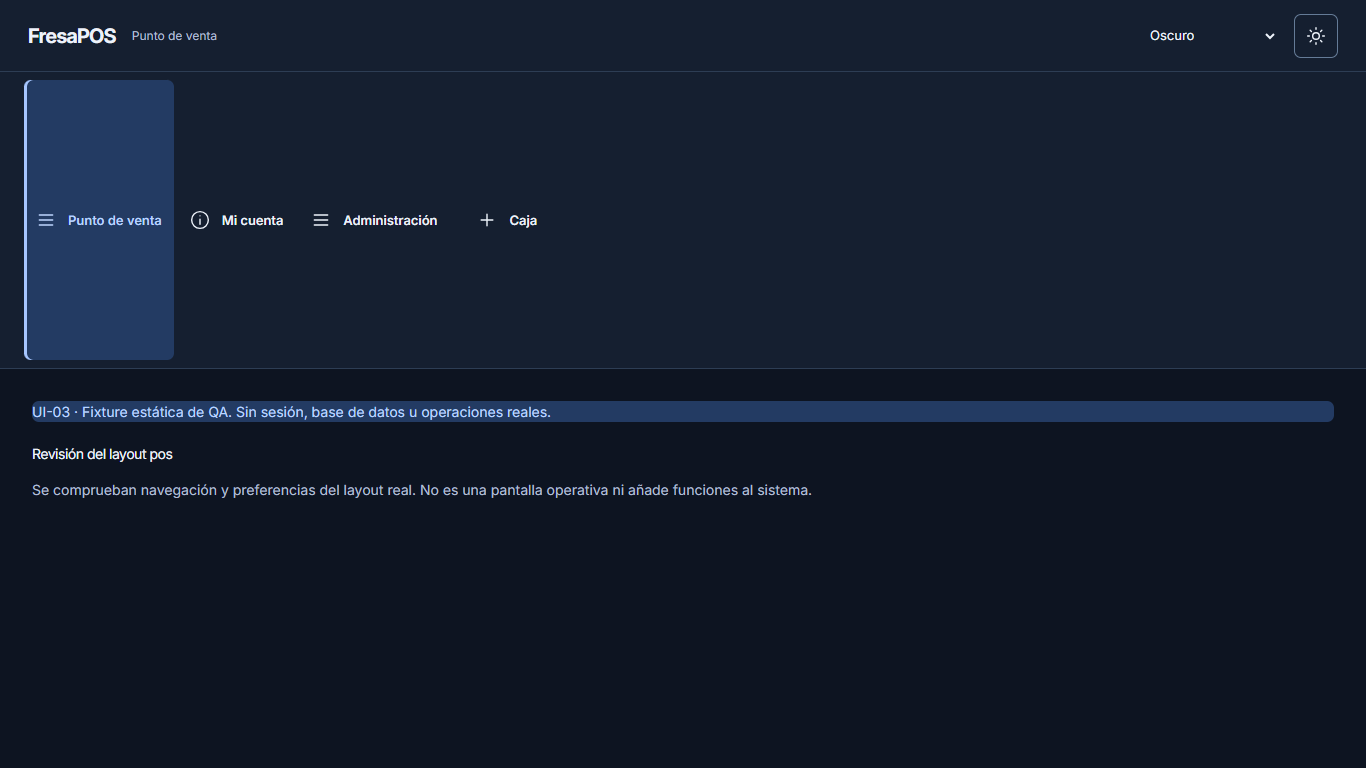 FresaPOS Punto de venta Oscuro
Punto de venta Mi cuenta Administración Caja
UI-03 · Fixture estática de QA. Sin sesión, base de datos u operaciones reales.
Revisión del layout pos
Se comprueban navegación y preferencias del layout real. No es una pantalla operativa ni añade funciones al sistema.